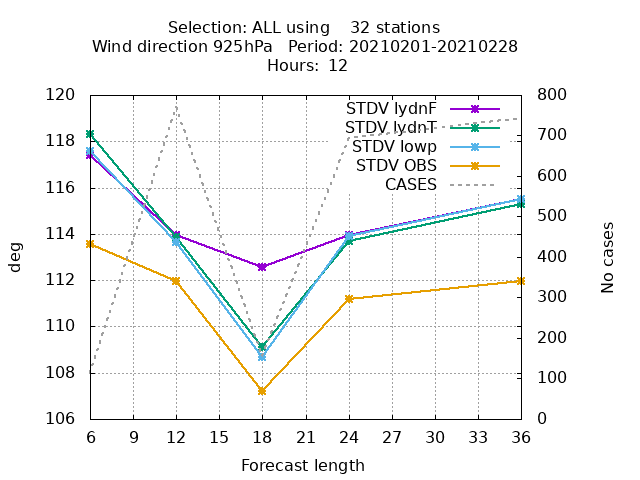 Selection: ALL using    32 stations
Wind direction 925hPa   Period: 20210201-20210228
Hours: 12
120
118
116
114
112
110
108
106
deg
800
700
600
500
400
300
200
100
0
No cases
STDV lydnF
STDV lydnT
STDV lowp
STDV OBS
CASES
6 9 12 15 18 21 24 27 30 33 36
Forecast length